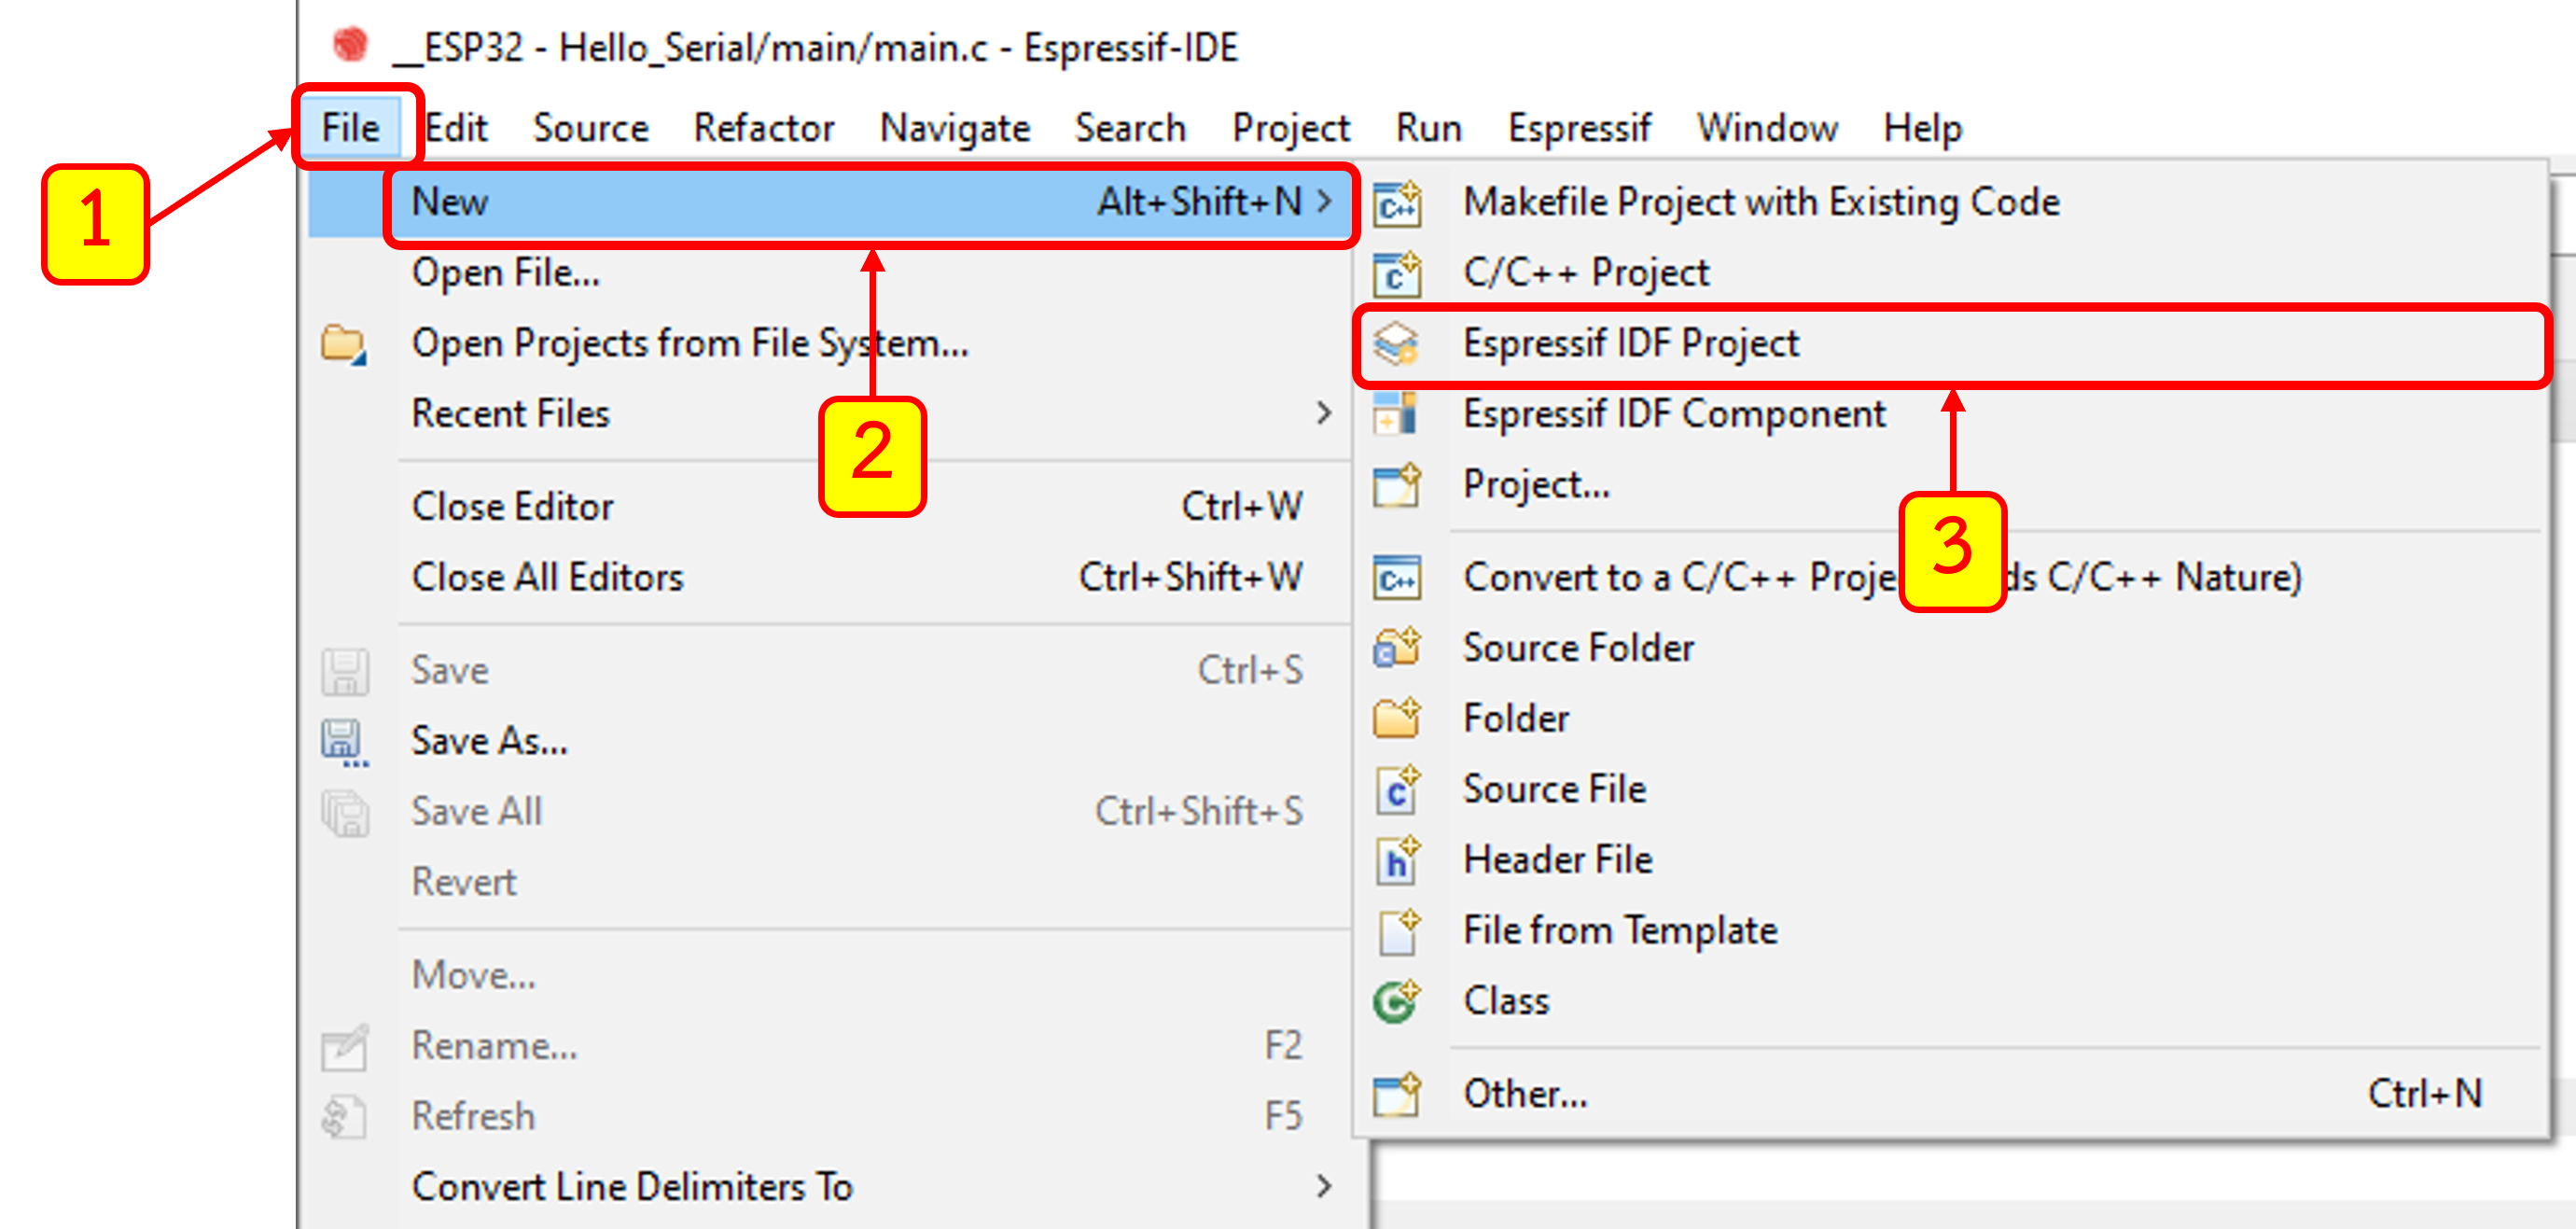 __ESP32 - Hello_Serial/main/main.c - Espressif-IDE
File Edit Source Refactor Navigate Search Project Run Espressif Window Help
1
New Alt+Shift+N >
Open File...
Open Projects from File System...
Recent Files >
2
Close Editor Ctrl+W
Close All Editors Ctrl+Shift+W
Save Ctrl+S
Save As...
Save All Ctrl+Shift+S
Revert
Move...
Rename... F2
Refresh F5
Convert Line Delimiters To >
Makefile Project with Existing Code
C/C++ Project
Espressif IDF Project
Espressif IDF Component
Project...
3
Convert to a C/C++ C/C++ Nature)
Source Folder
Folder
Source File
Header File
File from Template
Class
Other... Ctrl+N